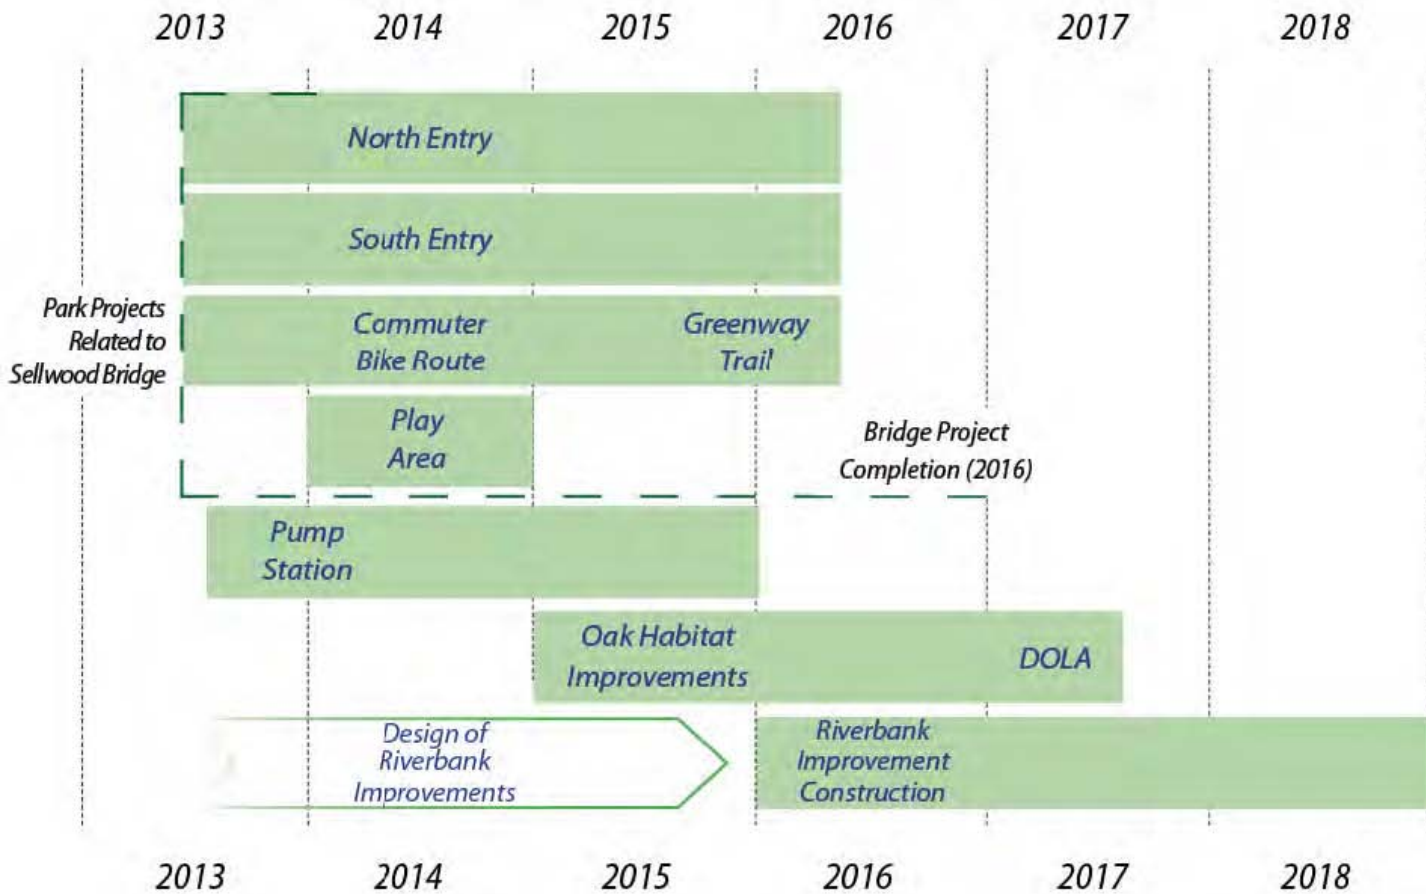 2013 2014 2015 2016 2017 2018
North Entry
South Entry
Park Projects
Related to
Sellwood Bridge
Commuter
Bike Route
Greenway
Trail
Play
Area
Bridge Project
Completion (2016)
Pump
Station
Oak Habitat
Improvements
DOLA
Design of
Riverbank
Improvements
Riverbank
Improvement
Construction
2013 2014 2015 2016 2017 2018